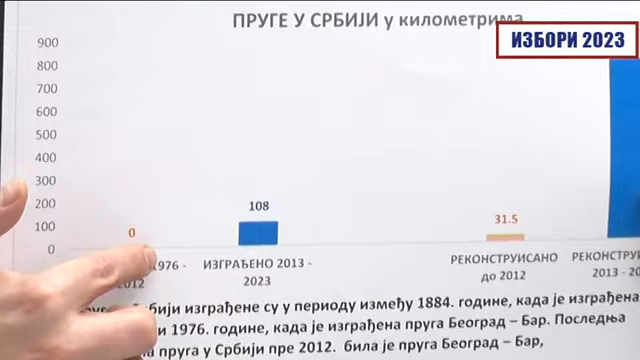 ПРУГЕ У СРБИЈИ у километрима
ИЗБОРИ 2023
900
800
700
600
500
400
300
200
100
0
0
108
31.5
1976 -
2012
ИЗГРАЂЕНО 2013 -
2023
РЕКОНСТРУИСАНО
до 2012
РЕКОНСТРУИ
2013 - 20
Србији изграђене су у периоду између 1884. године, када је изграђена
и 1976. године, када је изграђена пруга Београд – Бар. Последња
пруга у Србији пре 2012. била је пруга Београд – Бар,